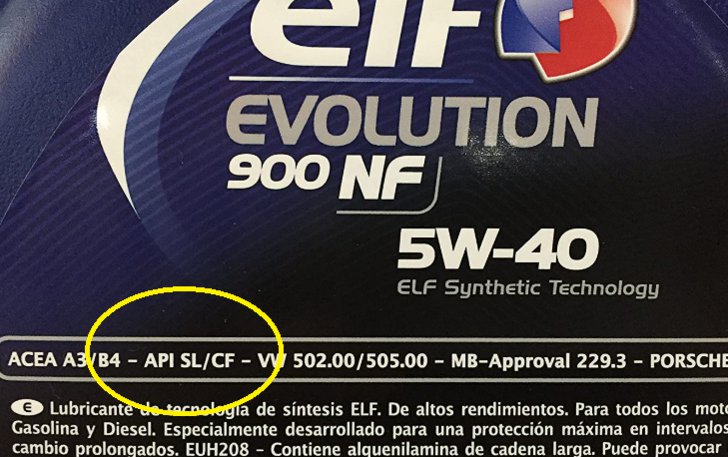 elf
EVOLUTION
900 NF
5W-40
ELF Synthetic Technology
ACEA A3/B4 - API SL/CF - VW 502.00/505.00 - MB-Approval 229.3 - PORSCHE
E Lubricante de tecnología de síntesis ELF. De altos rendimientos. Para todos los mot
Gasolina y Diesel. Especialmente desarrollado para una protección máxima en intervalos
cambio prolongados. EUH208 - Contiene alquenilamina de cadena larga. Puede provocar